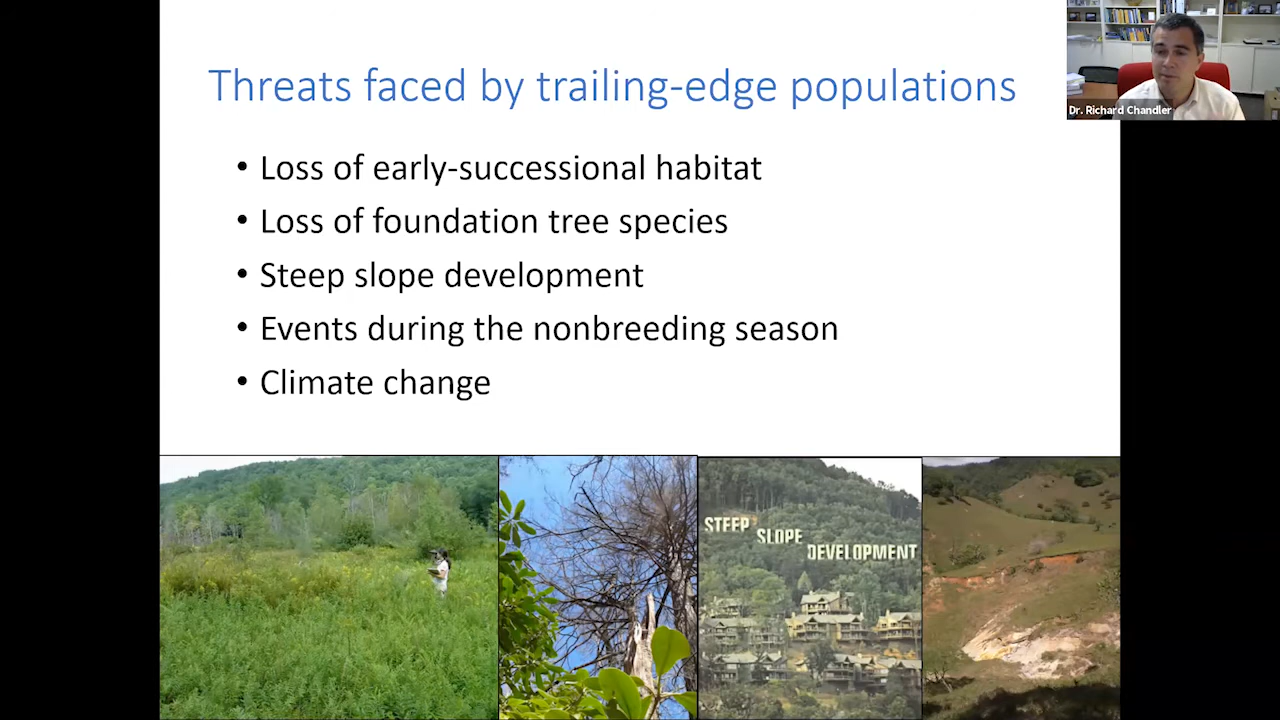 Threats faced by trailing-edge populations
Dr. Richard Chandler
• Loss of early-successional habitat
• Loss of foundation tree species
• Steep slope development
• Events during the nonbreeding season
• Climate change
STEEP
SLOPE
DEVELOPMENT